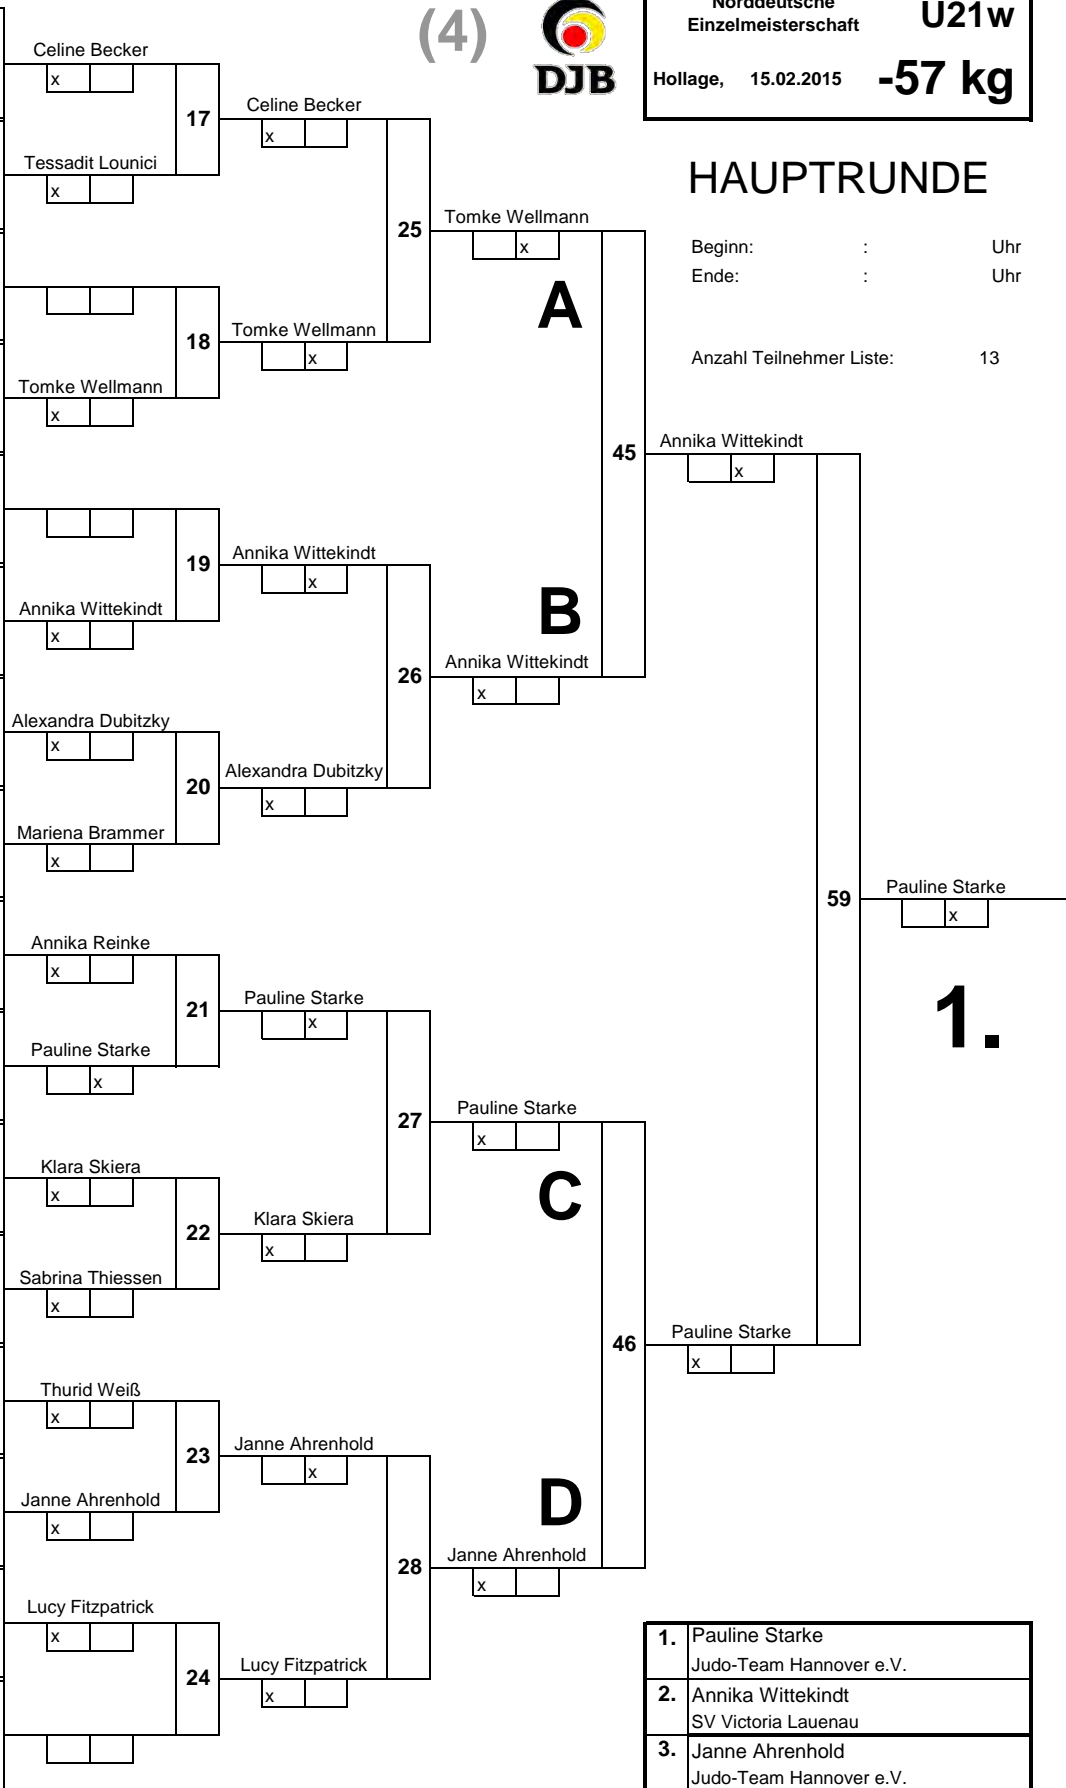 (4)
DJB
Norddeutsche
Einzelmeisterschaft
U21w
Hollage, 15.02.2015
-57 kg
HAUPTRUNDE
Beginn: : Uhr
Ende: : Uhr
Anzahl Teilnehmer Liste: 13
Celine Becker
x
17
Tessadit Lounici
x
18
Tomke Wellmann
x
19
Annika Wittekindt
x
Alexandra Dubitzky
x
20
Mariena Brammer
x
Annika Reinke
x
21
Pauline Starke
x
Klara Skiera
x
22
Sabrina Thiessen
x
Thurid Weiß
x
23
Janne Ahrenhold
x
Lucy Fitzpatrick
x
24
Celine Becker
x
25
Tomke Wellmann
x
Annika Wittekindt
x
26
Alexandra Dubitzky
x
Pauline Starke
x
27
Klara Skiera
x
Janne Ahrenhold
x
28
Lucy Fitzpatrick
x
Tomke Wellmann
x
A
45
B
Annika Wittekindt
x
Pauline Starke
x
C
46
D
Janne Ahrenhold
x
Annika Wittekindt
x
59
Pauline Starke
x
Pauline Starke
x
1.
1. Pauline Starke
Judo-Team Hannover e.V.
2. Annika Wittekindt
SV Victoria Lauenau
3. Janne Ahrenhold
Judo-Team Hannover e.V.